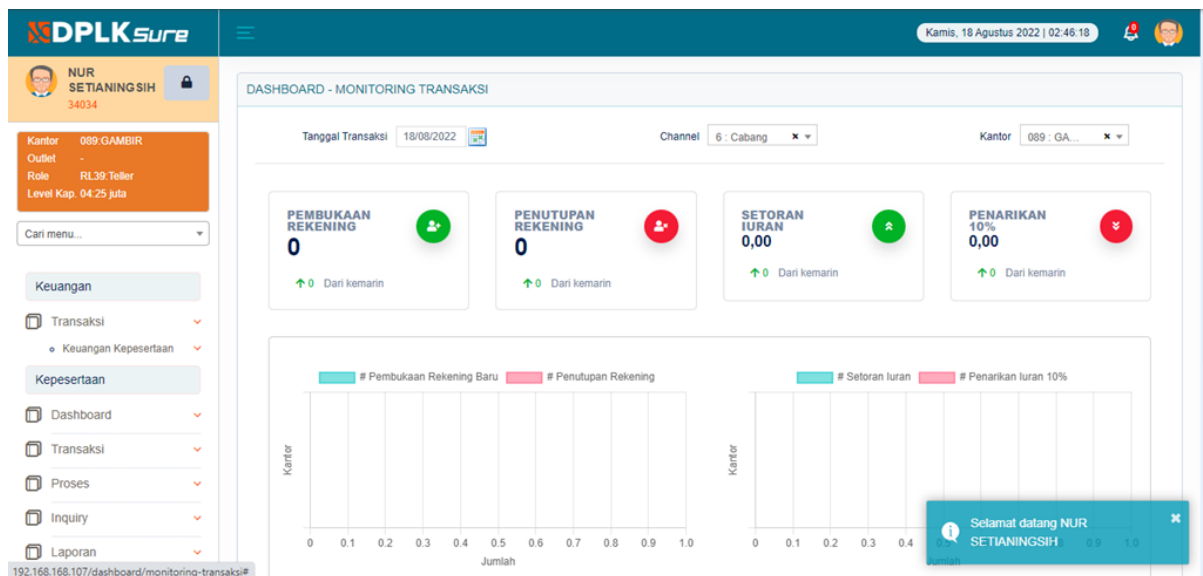 DPLKSure
Kamis, 18 Agustus 2022 | 02:46:18
NUR
SETIANINGSIH
34034
Kantor 089:GAMBIR
Outlet -
Role RL39:Teller
Level Kap. 04:25 juta
Cari menu...
Keuangan
Transaksi
Keuangan Kepesertaan
Kepesertaan
Dashboard
Transaksi
Proses
Inquiry
Laporan
192.168.168.107/dashboard/monitoring-transaksi#
DASHBOARD - MONITORING TRANSAKSI
Tanggal Transaksi 18/08/2022 Channel 6 : Cabang Kantor 089 : GA...
PEMBUKAAN
REKENING
0
0 Dari kemarin
PENUTUPAN
REKENING
0
0 Dari kemarin
SETORAN
IURAN
0,00
0 Dari kemarin
PENARIKAN
10%
0,00
0 Dari kemarin
# Pembukaan Rekening Baru # Penutupan Rekening
Kantor
0 0.1 0.2 0.3 0.4 0.5 0.6 0.7 0.8 0.9 1.0
Jumlah
# Setoran Iuran # Penarikan Iuran 10%
Kantor
0 0.1 0.2 0.3 0.4 0.9 1.0
Jumlah
Selamat datang NUR
SETIANINGSIH